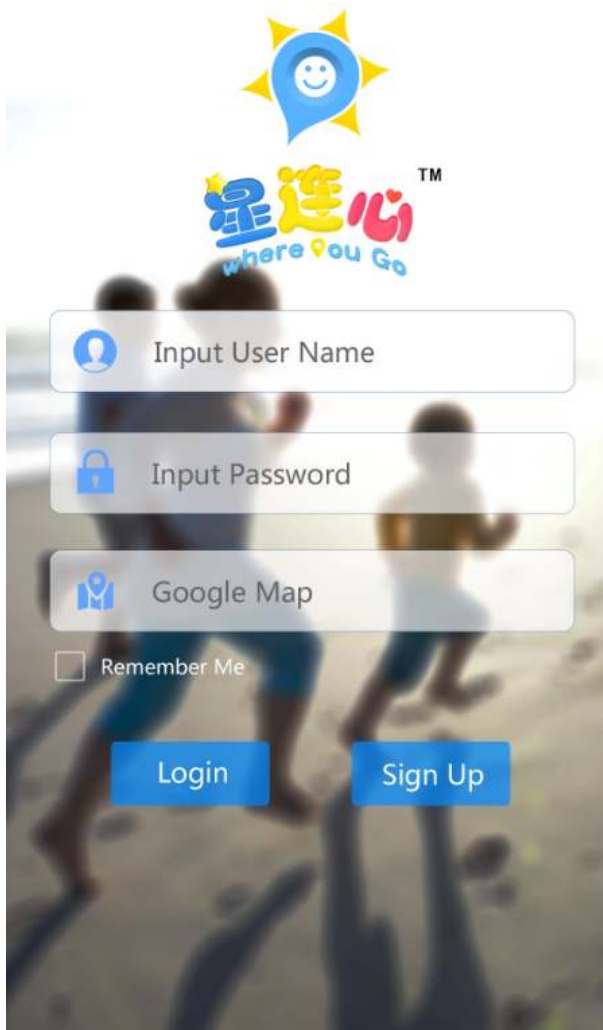 TM
星连心
where you Go
Input User Name
Input Password
Google Map
Remember Me
Login
Sign Up